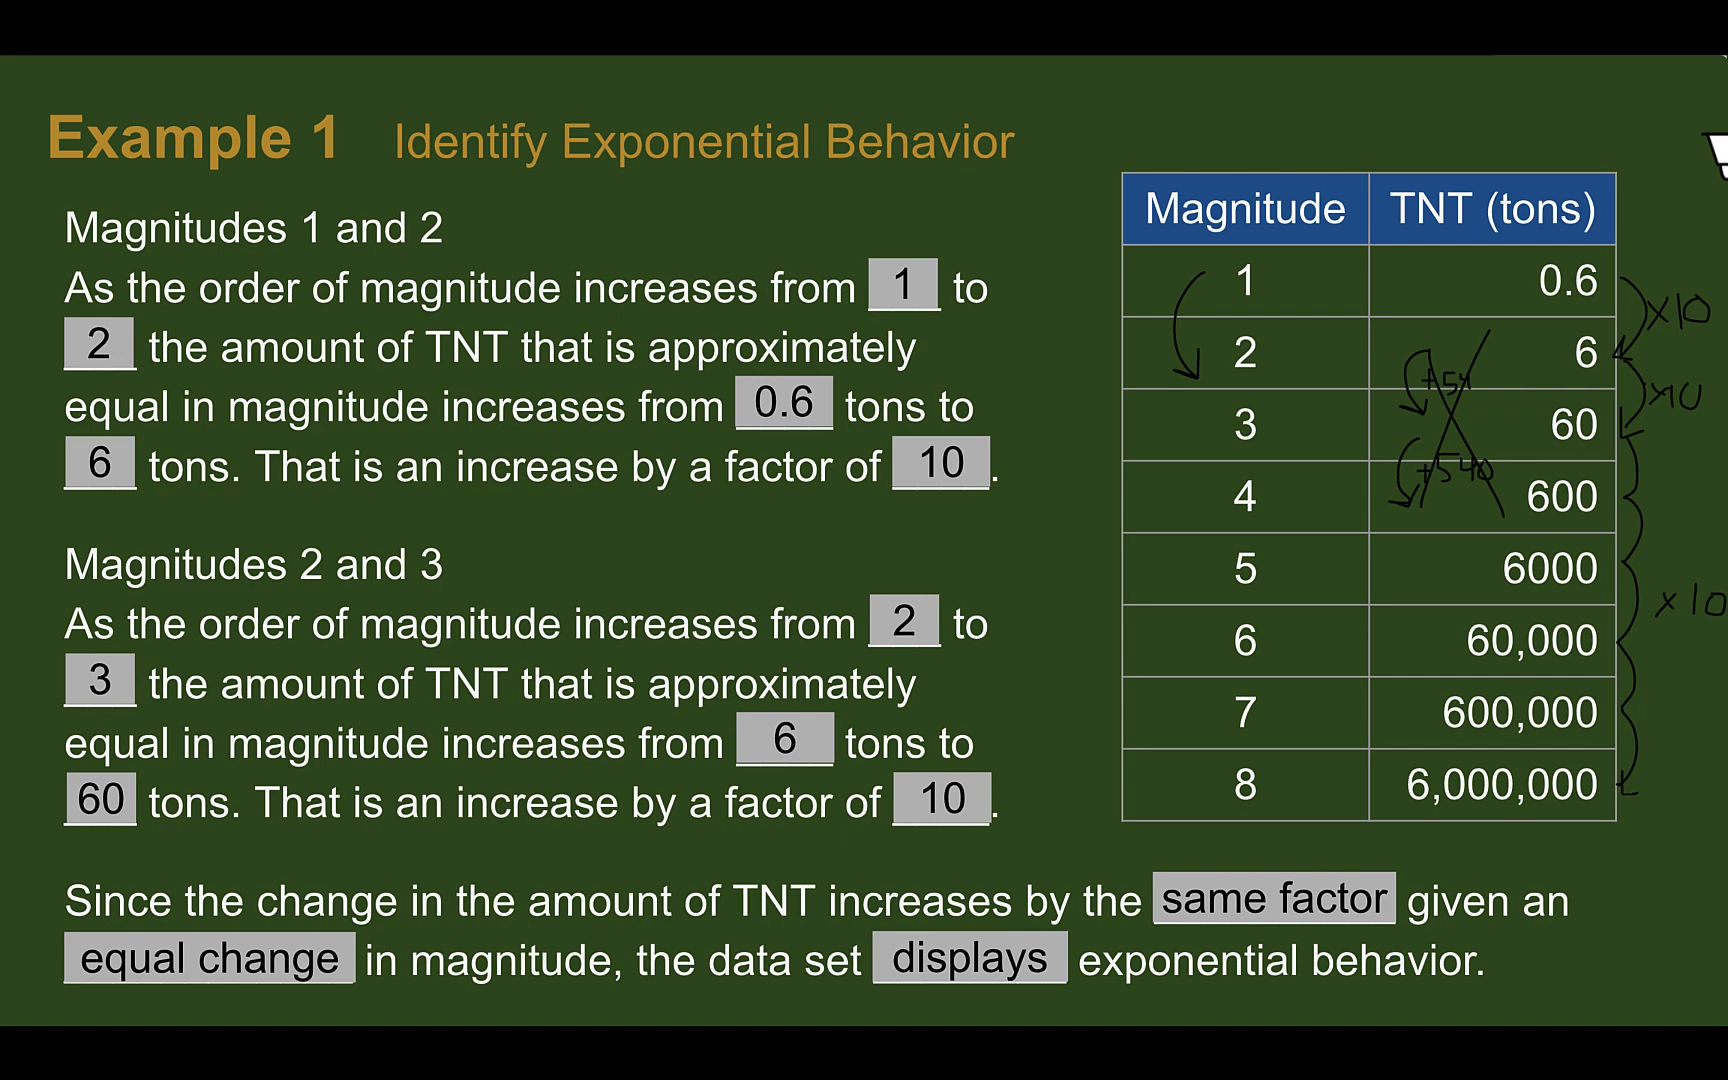 Example 1 Identify Exponential Behavior
Magnitudes 1 and 2
As the order of magnitude increases from 1 to
2 the amount of TNT that is approximately
equal in magnitude increases from 0.6 tons to
6 tons. That is an increase by a factor of 10.
Magnitudes 2 and 3
As the order of magnitude increases from 2 to
3 the amount of TNT that is approximately
equal in magnitude increases from 6 tons to
60 tons. That is an increase by a factor of 10.
Magnitude TNT (tons)
1 0.6
x10
2 6
+54
x10
3 60
+540
4 600
5 6000
x10
6 60,000
7 600,000
8 6,000,000
Since the change in the amount of TNT increases by the same factor given an
equal change in magnitude, the data set displays exponential behavior.